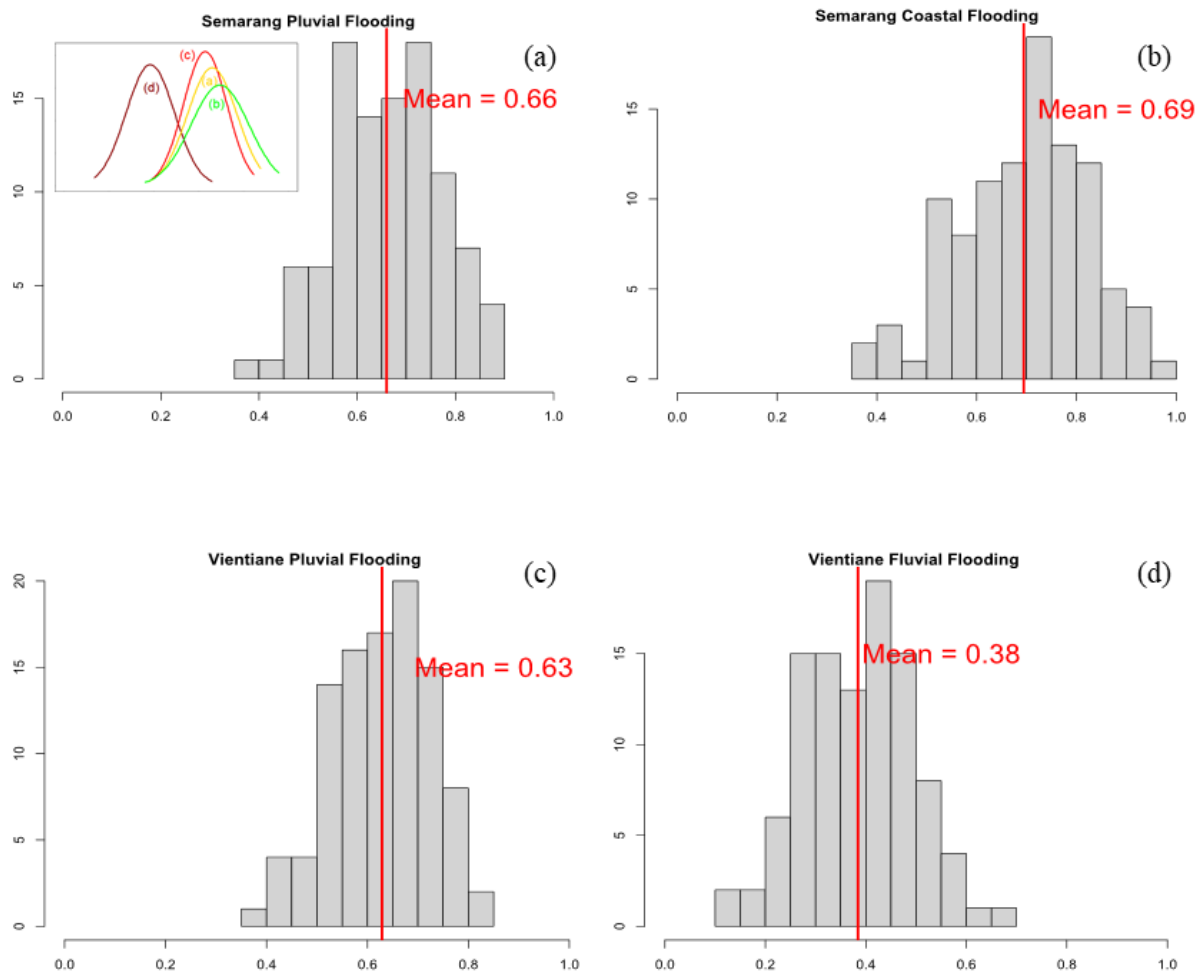 Semarang Pluvial Flooding
(a)
Mean = 0.66
(c)
(d)
(a)
(b)
15
10
5
0
0.0 0.2 0.4 0.6 0.8 1.0
Semarang Coastal Flooding
(b)
Mean = 0.69
15
10
5
0
0.0 0.2 0.4 0.6 0.8 1.0
Vientiane Pluvial Flooding
(c)
Mean = 0.63
20
15
10
5
0
0.0 0.2 0.4 0.6 0.8 1.0
Vientiane Fluvial Flooding
(d)
Mean = 0.38
15
10
5
0
0.0 0.2 0.4 0.6 0.8 1.0